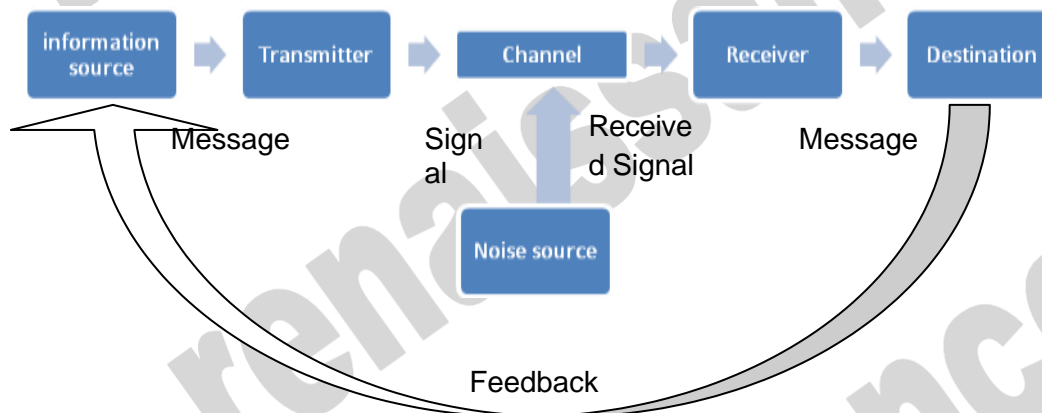 information
source
Transmitter
Channel
Receiver
Destination
Message
Sign
al
Receive
d Signal
Message
Noise source
Feedback